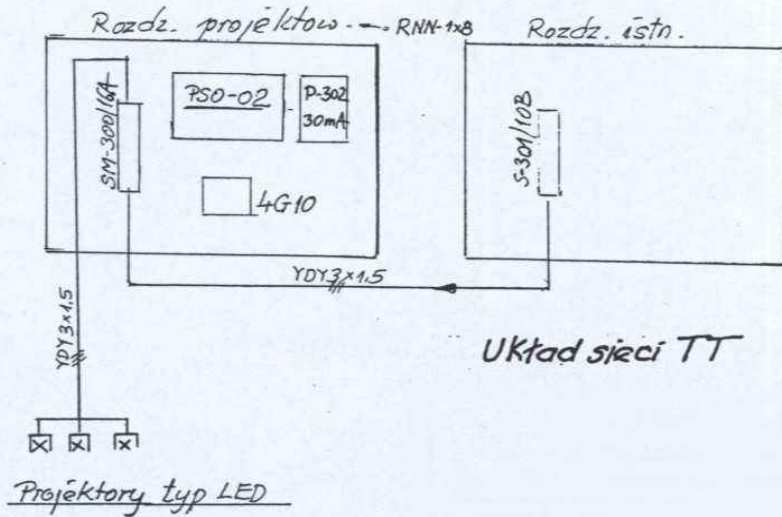 Rozdz. projektow. RNN-1x8
Rozdz. istn.
SM-300/16A
PSO-02
P-302
30mA
4G10
S-301/10B
YDY3x1.5
YDY3x1.5
Układ sieci TT
Projektory typ LED